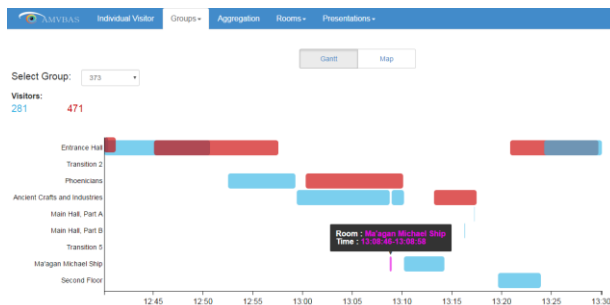 AMVBAS Individual Visitor Groups Aggregation Rooms Presentations
Gantt Map
Select Group: 373
Visitors:
281 471
Entrance Hall
Transition 2
Phoenicians
Ancient Crafts and Industries
Main Hall, Part A
Main Hall, Part B
Transition 5
Ma'agan Michael Ship
Second Floor
Room : Ma'agan Michael Ship
Time : 13:08:46-13:08:58
12:45 12:50 12:55 13:00 13:05 13:10 13:15 13:20 13:25 13:30